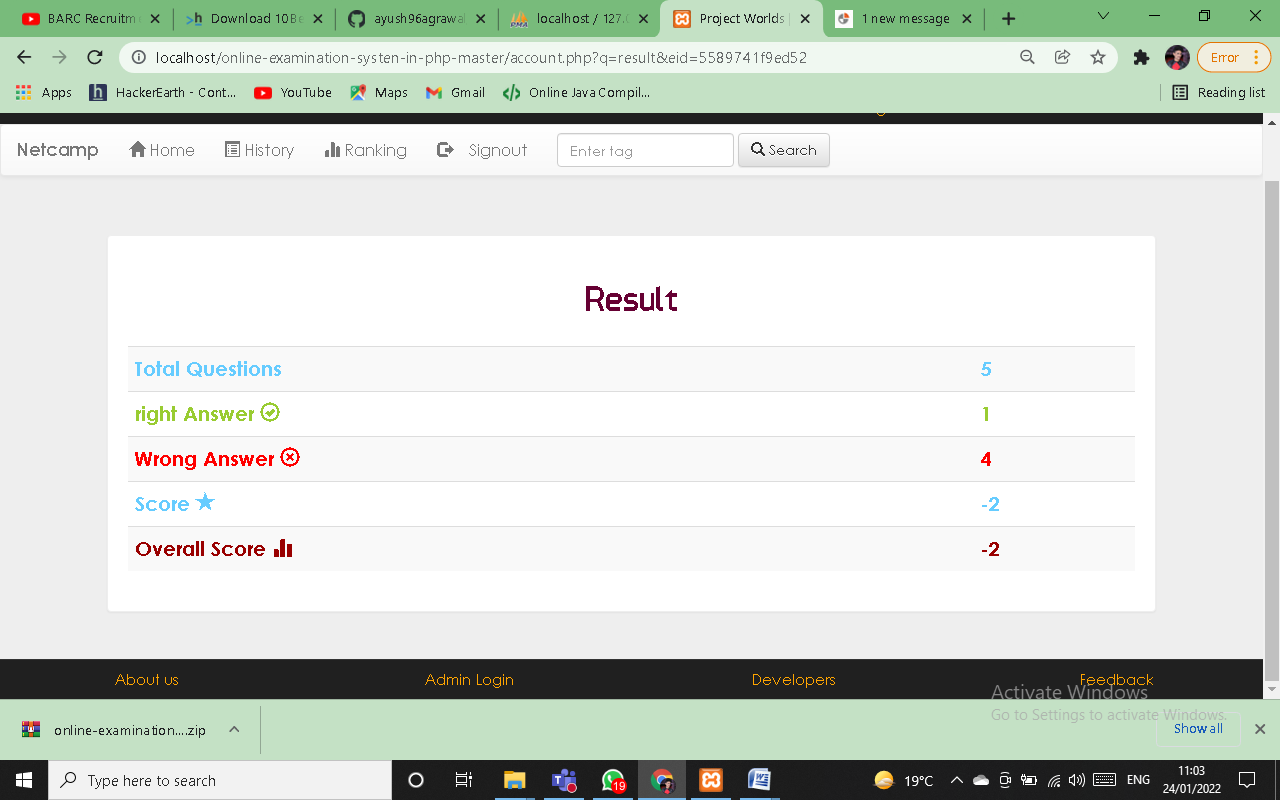 BARC Recruitm
Download 10Be
ayush96agrawal
localhost / 127.0
Project Worlds |
1 new message
localhost/online-examination-systen-in-php-master/account.php?q=result&eid=5589741f9ed52
Error
Apps
HackerEarth - Cont...
YouTube
Maps
Gmail
Online Java Compil...
Reading list
Netcamp
Home
History
Ranking
Signout
Enter tag
Search
Result
Total Questions 5
right Answer 1
Wrong Answer 4
Score -2
Overall Score -2
About us
Admin Login
Developers
Feedback
Activate Windows
Go to Settings to activate Windows.
online-examination....zip
Show all
Type here to search
19
19°C
ENG
11:03
24/01/2022